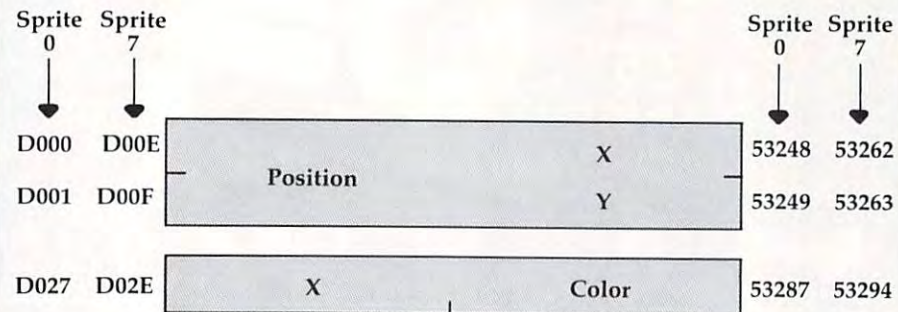 Sprite Sprite Sprite Sprite
0 7 0 7
D000 D00E X 53248 53262
Position
D001 D00F Y 53249 53263
D027 D02E X Color 53287 53294